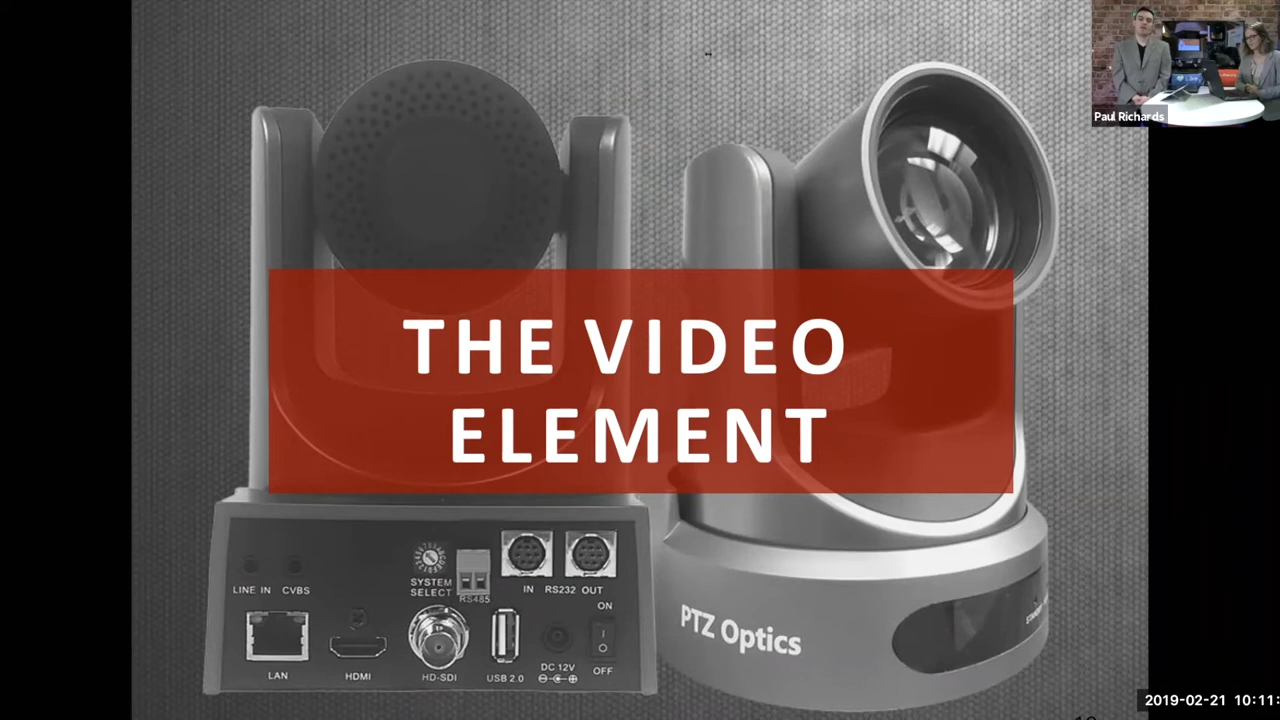 Paul Richards
THE VIDEO
ELEMENT
LINE IN CVBS
SYSTEM
SELECT
RS485
IN RS232 OUT
ON
OFF
LAN
HDMI
HD-SDI
USB 2.0
DC 12V
PTZ Optics
2019-02-21 10:11: